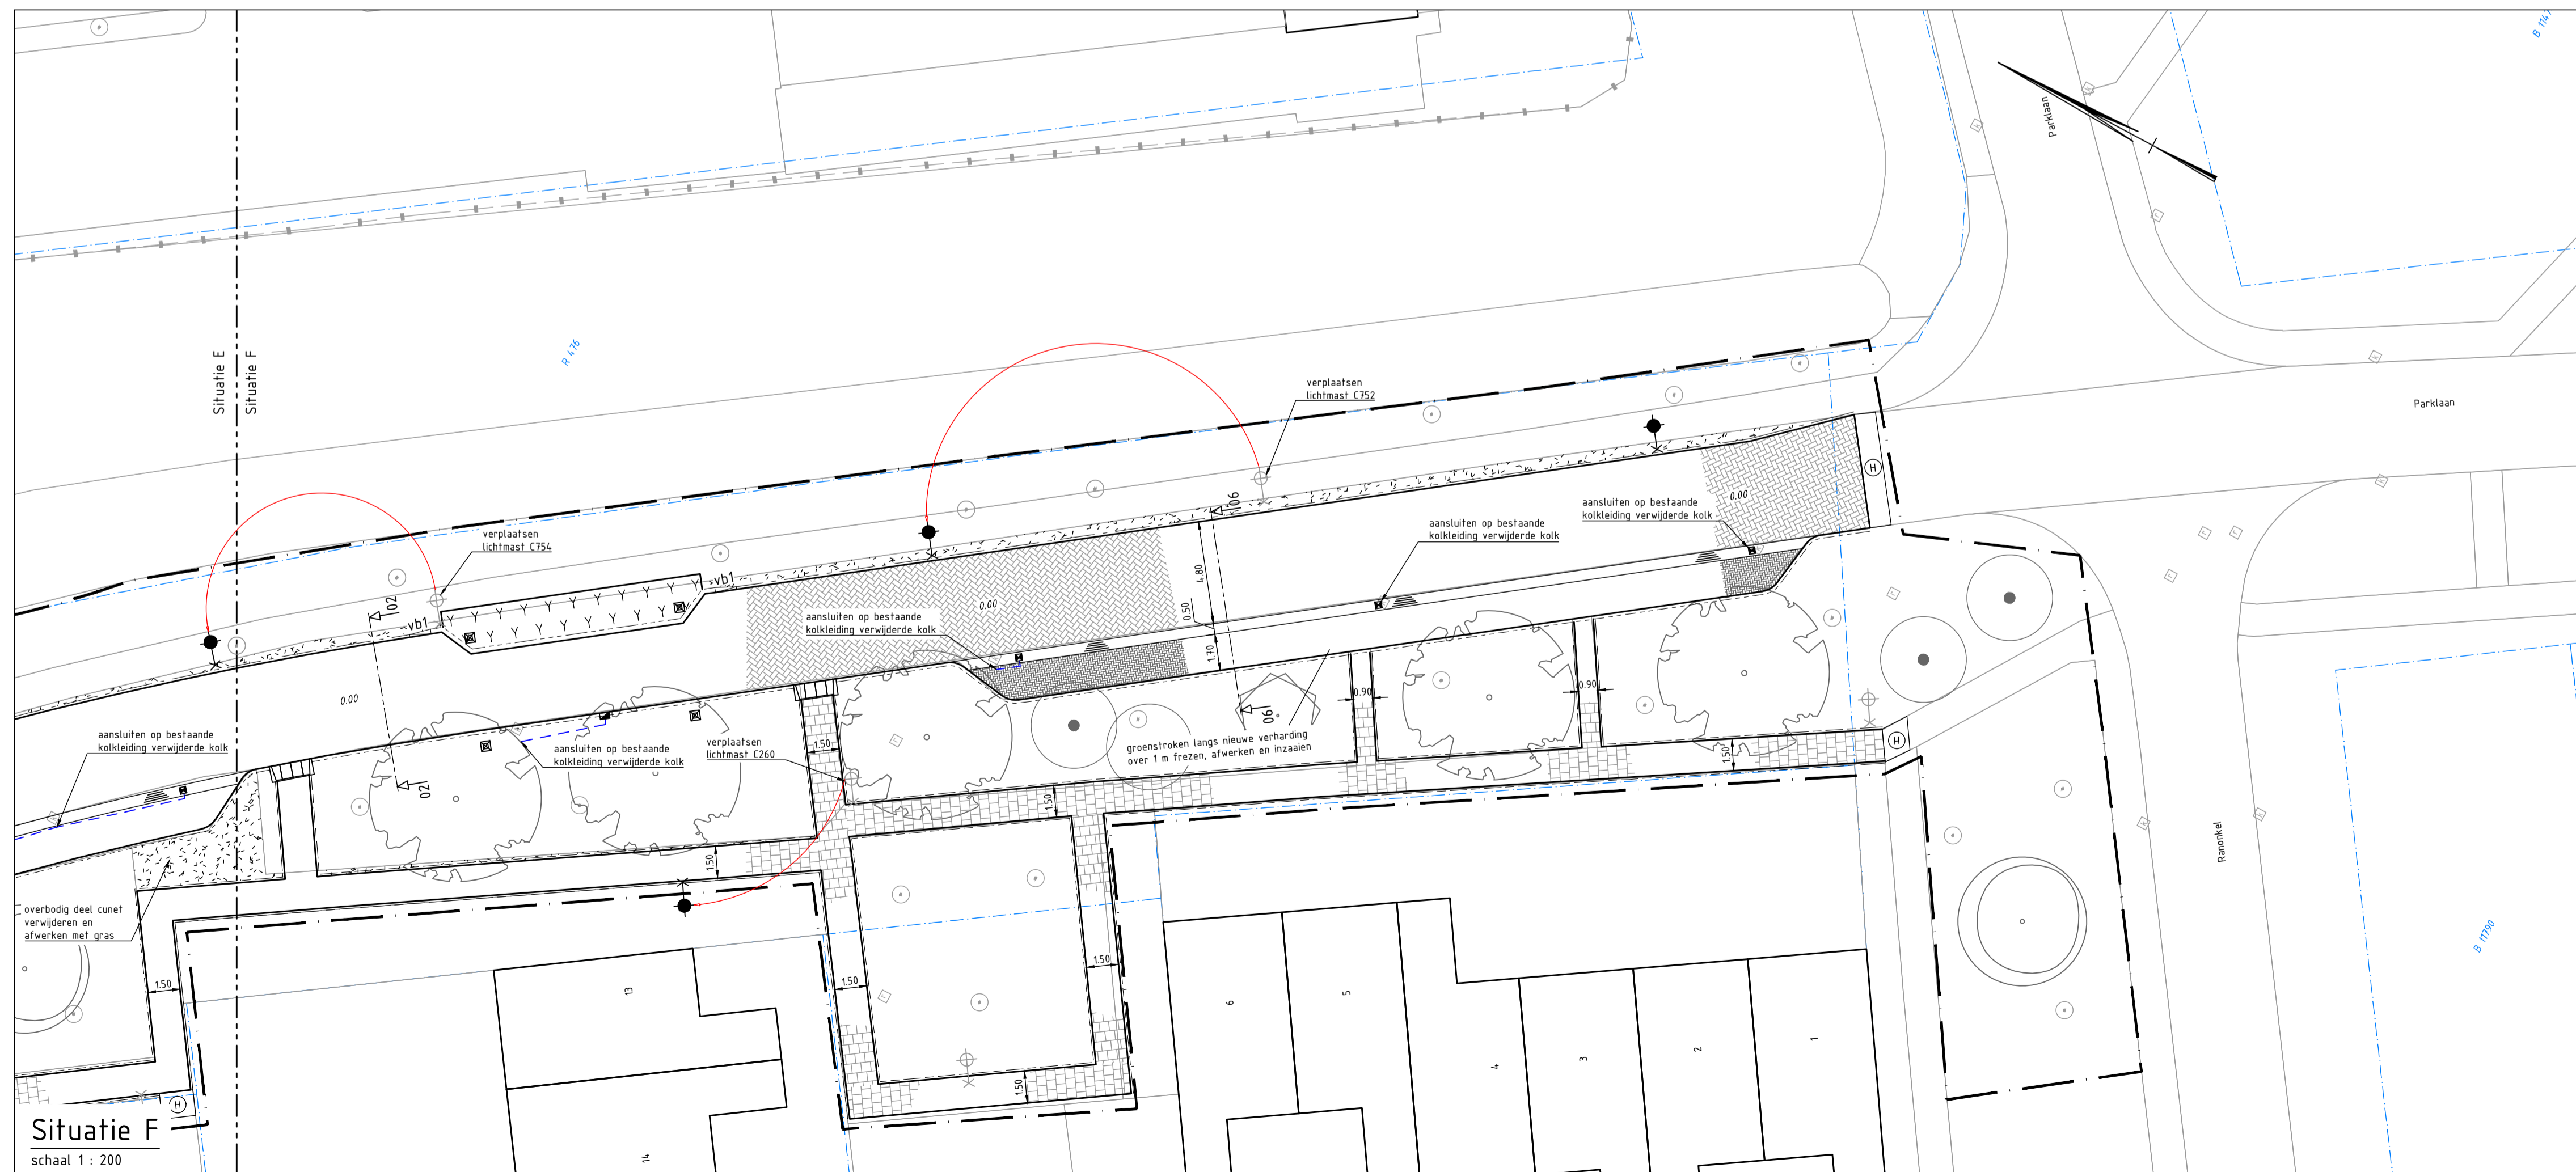 B 1147
Parklaan
Situatie E
Situatie F
R 476
verplaatsen
lichtmast C752
Parklaan
verplaatsen
lichtmast C754
aansluiten op bestaande
kolkleiding verwijderde kolk
aansluiten op bestaande
kolkleiding verwijderde kolk
0.00
H
06
4.80
0.50
1.70
vb1
vb1
02
0.00
aansluiten op bestaande
kolkleiding verwijderde kolk
0.00
0.90
0.90
06
groenstroken langs nieuwe verharding
over 1 m frezen, afwerken en inzaaien
aansluiten op bestaande
kolkleiding verwijderde kolk
aansluiten op bestaande
kolkleiding verwijderde kolk
verplaatsen
lichtmast C260
1.50
1.50
H
02
1.50
1.50
overbodig deel cunet
verwijderen en
afwerken met gras
1.50
1.50
1.50
1.50
Ranonkel
B 11790
13
14
6
5
4
3
2
1
H
Situatie F
schaal 1 : 200